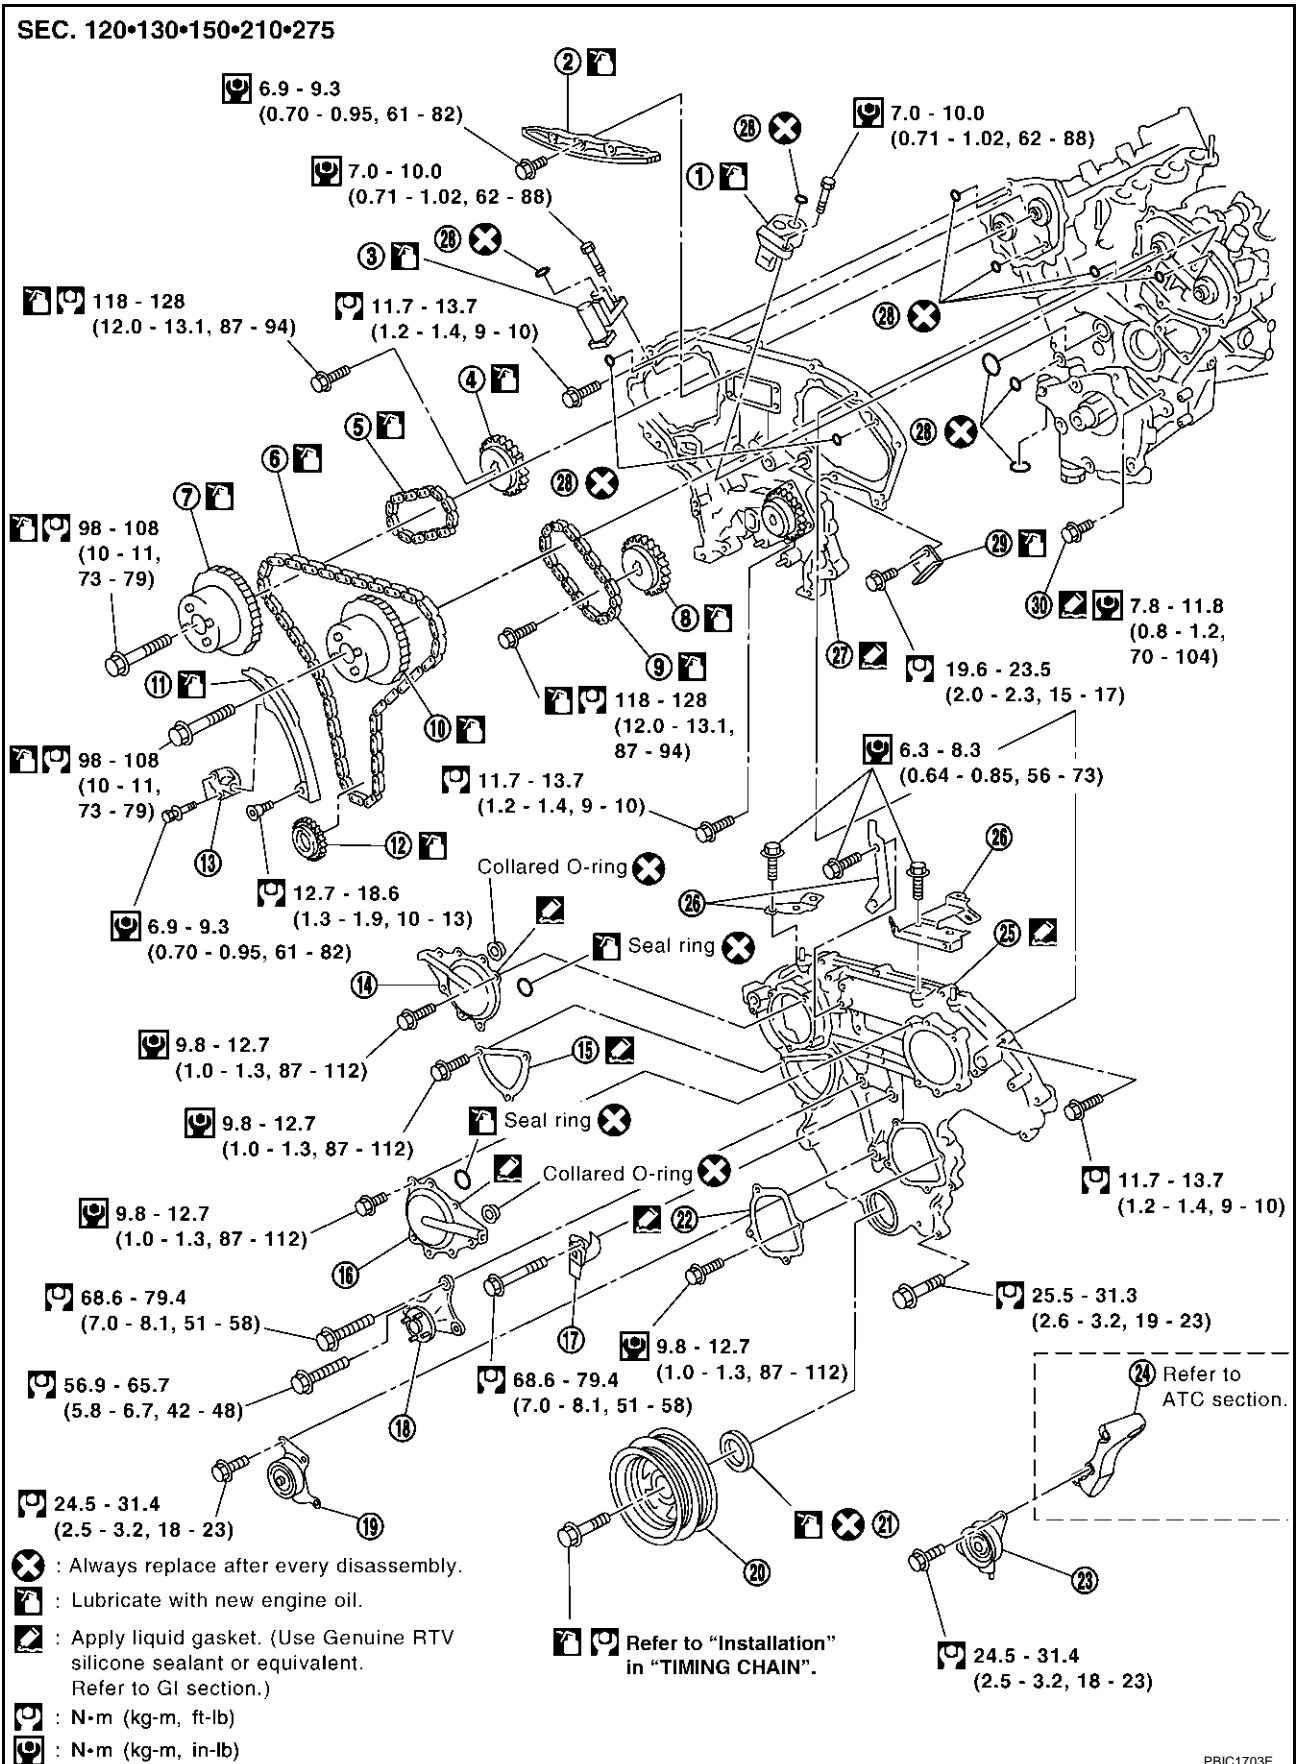 SEC. 120•130•150•210•275
2
6.9 - 9.3
(0.70 - 0.95, 61 - 82)
28
7.0 - 10.0
(0.71 - 1.02, 62 - 88)
7.0 - 10.0
(0.71 - 1.02, 62 - 88)
1
28
3
118 - 128
(12.0 - 13.1, 87 - 94)
11.7 - 13.7
(1.2 - 1.4, 9 - 10)
28
4
5
28
6
28
7
98 - 108
(10 - 11,
73 - 79)
29
8
30
7.8 - 11.8
(0.8 - 1.2,
70 - 104)
27
9
19.6 - 23.5
(2.0 - 2.3, 15 - 17)
11
10
118 - 128
(12.0 - 13.1,
87 - 94)
98 - 108
(10 - 11,
73 - 79)
6.3 - 8.3
(0.64 - 0.85, 56 - 73)
11.7 - 13.7
(1.2 - 1.4, 9 - 10)
13
12
26
Collared O-ring
12.7 - 18.6
(1.3 - 1.9, 10 - 13)
26
6.9 - 9.3
(0.70 - 0.95, 61 - 82)
25
Seal ring
14
9.8 - 12.7
(1.0 - 1.3, 87 - 112)
15
9.8 - 12.7
(1.0 - 1.3, 87 - 112)
Seal ring
Collared O-ring
11.7 - 13.7
(1.2 - 1.4, 9 - 10)
9.8 - 12.7
(1.0 - 1.3, 87 - 112)
22
16
68.6 - 79.4
(7.0 - 8.1, 51 - 58)
25.5 - 31.3
(2.6 - 3.2, 19 - 23)
17
9.8 - 12.7
(1.0 - 1.3, 87 - 112)
56.9 - 65.7
(5.8 - 6.7, 42 - 48)
68.6 - 79.4
(7.0 - 8.1, 51 - 58)
24 Refer to
ATC section.
18
24.5 - 31.4
(2.5 - 3.2, 18 - 23)
19
21
20
23
: Always replace after every disassembly.
: Lubricate with new engine oil.
: Apply liquid gasket. (Use Genuine RTV
silicone sealant or equivalent.
Refer to GI section.)
Refer to “Installation”
in “TIMING CHAIN”.
24.5 - 31.4
(2.5 - 3.2, 18 - 23)
: N•m (kg-m, ft-lb)
: N•m (kg-m, in-lb)
PBIC1703E